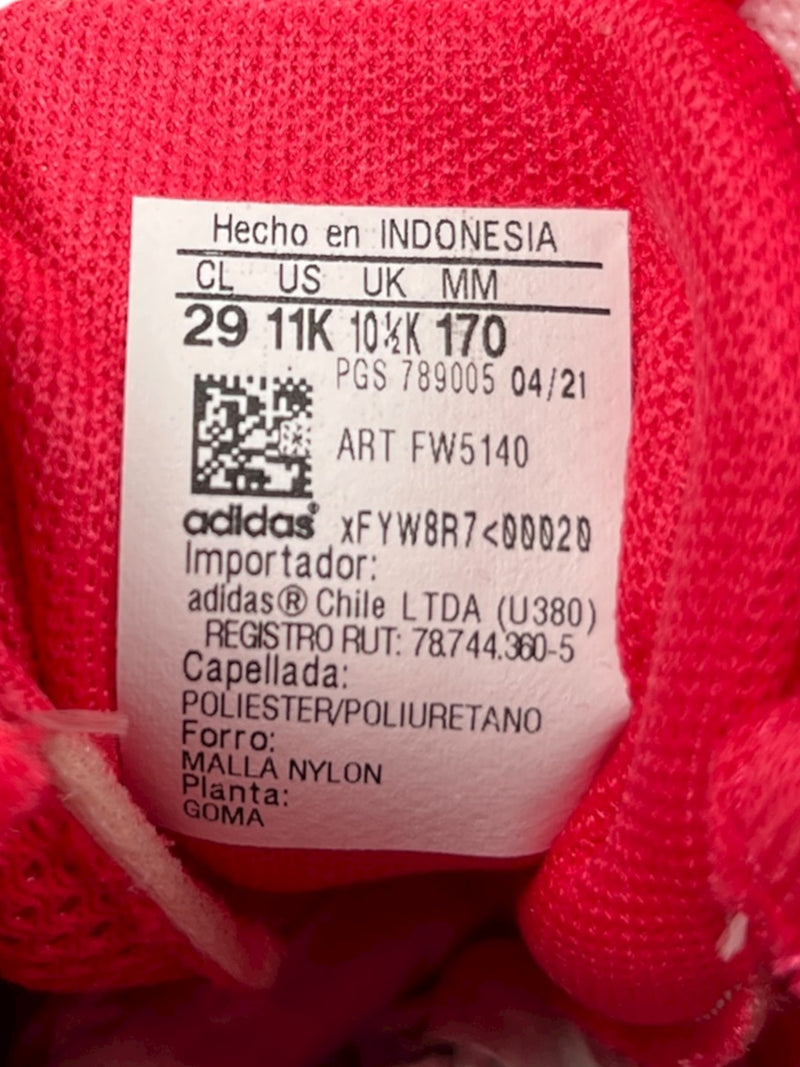 Hecho en INDONESIA
CL US UK MM
29 11K 10½K 170
PGS 789005 04/21
ART FW5140
adidas® xFYW8R7<00020
Importador:
adidas® Chile LTDA (U380)
REGISTRO RUT: 78.744.360-5
Capellada:
POLIESTER/POLIURETANO
Forro:
MALLA NYLON
Planta:
GOMA